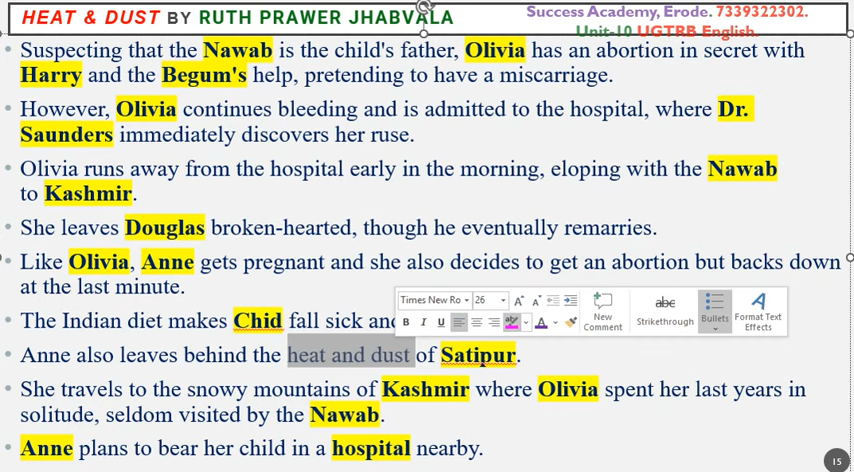 HEAT & DUST BY RUTH PRAWER JHABVALA
Success Academy, Erode. 7339322302.
Unit-10 UGTRB English.
• Suspecting that the Nawab is the child's father, Olivia has an abortion in secret with
Harry and the Begum's help, pretending to have a miscarriage.
• However, Olivia continues bleeding and is admitted to the hospital, where Dr.
Saunders immediately discovers her ruse.
• Olivia runs away from the hospital early in the morning, eloping with the Nawab
to Kashmir.
• She leaves Douglas broken-hearted, though he eventually remarries.
• Like Olivia, Anne gets pregnant and she also decides to get an abortion but backs down
at the last minute.
• The Indian diet makes Chid fall sick and
Times New Ro 26
New
Comment
Strikethrough
Bullets
Format Text
Effects
• Anne also leaves behind the heat and dust of Satipur.
• She travels to the snowy mountains of Kashmir where Olivia spent her last years in
solitude, seldom visited by the Nawab.
• Anne plans to bear her child in a hospital nearby.
15